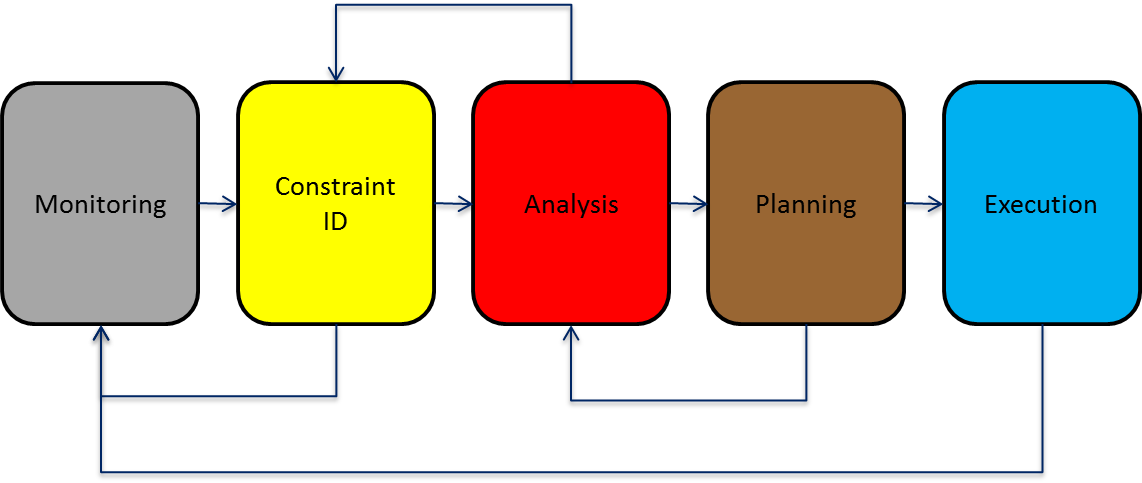 Monitoring
Constraint
ID
Analysis
Planning
Execution